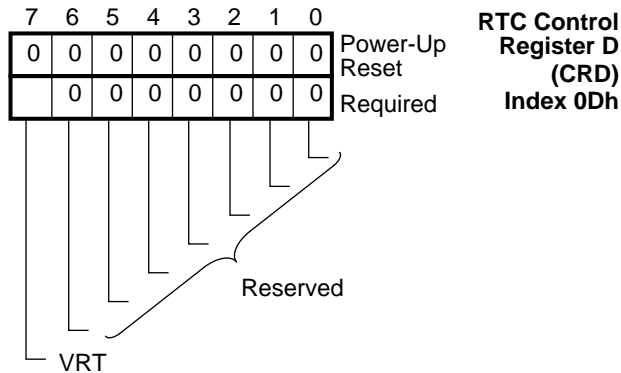 7 6 5 4 3 2 1 0
0 0 0 0 0 0 0 0 Power-Up
Reset
0 0 0 0 0 0 0 Required
RTC Control
Register D
(CRD)
Index 0Dh
Reserved
VRT